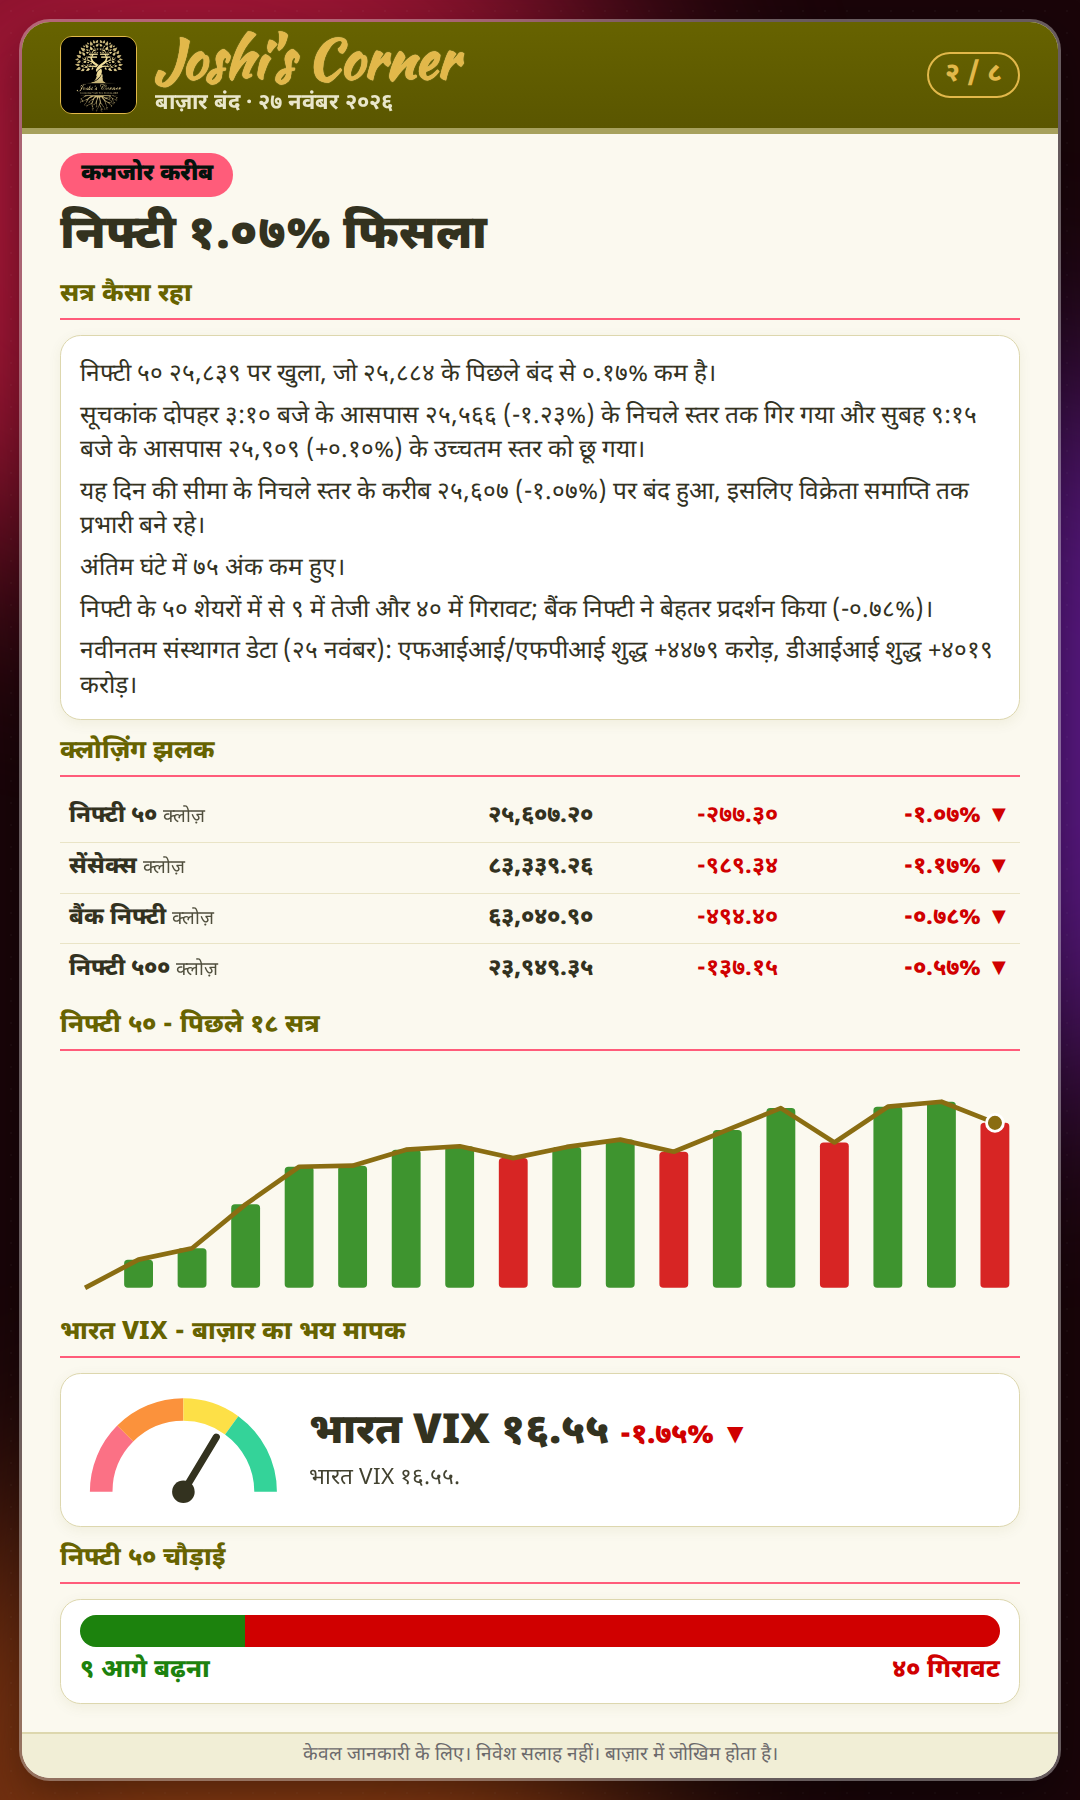 Joshi's Corner
Joshi's Corner
बाज़ार बंद · २७ नवंबर २०२६
२ / ८
कमजोर करीब
निफ्टी १.०७% फिसला
सत्र कैसा रहा
निफ्टी ५० २५,८३९ पर खुला, जो २५,८८४ के पिछले बंद से ०.१७% कम है।
सूचकांक दोपहर ३:१० बजे के आसपास २५,५६६ (-१.२३%) के निचले स्तर तक गिर गया और सुबह ९:१५
बजे के आसपास २५,९०९ (+०.१०%) के उच्चतम स्तर को छू गया।
यह दिन की सीमा के निचले स्तर के करीब २५,६०७ (-१.०७%) पर बंद हुआ, इसलिए विक्रेता समाप्ति तक
प्रभारी बने रहे।
अंतिम घंटे में ७५ अंक कम हुए।
निफ्टी के ५० शेयरों में से ९ में तेजी और ४० में गिरावट; बैंक निफ्टी ने बेहतर प्रदर्शन किया (-०.७८%)।
नवीनतम संस्थागत डेटा (२५ नवंबर): एफआईआई/एफपीआई शुद्ध +४४७९ करोड़, डीआईआई शुद्ध +४०१९
करोड़।
क्लोज़िंग झलक
निफ्टी ५० क्लोज़ २५,६०७.२० -२७७.३० -१.०७% ▼
सेंसेक्स क्लोज़ ८३,३३९.२६ -९८९.३४ -१.१७% ▼
बैंक निफ्टी क्लोज़ ६३,०४०.९० -४९४.४० -०.७८% ▼
निफ्टी ५०० क्लोज़ २३,९४९.३५ -१३७.१५ -०.५७% ▼
निफ्टी ५० - पिछले १८ सत्र
भारत VIX - बाज़ार का भय मापक
भारत VIX १६.५५ -१.७५% ▼
भारत VIX १६.५५.
निफ्टी ५० चौड़ाई
९ आगे बढ़ना
४० गिरावट
केवल जानकारी के लिए। निवेश सलाह नहीं। बाज़ार में जोखिम होता है।